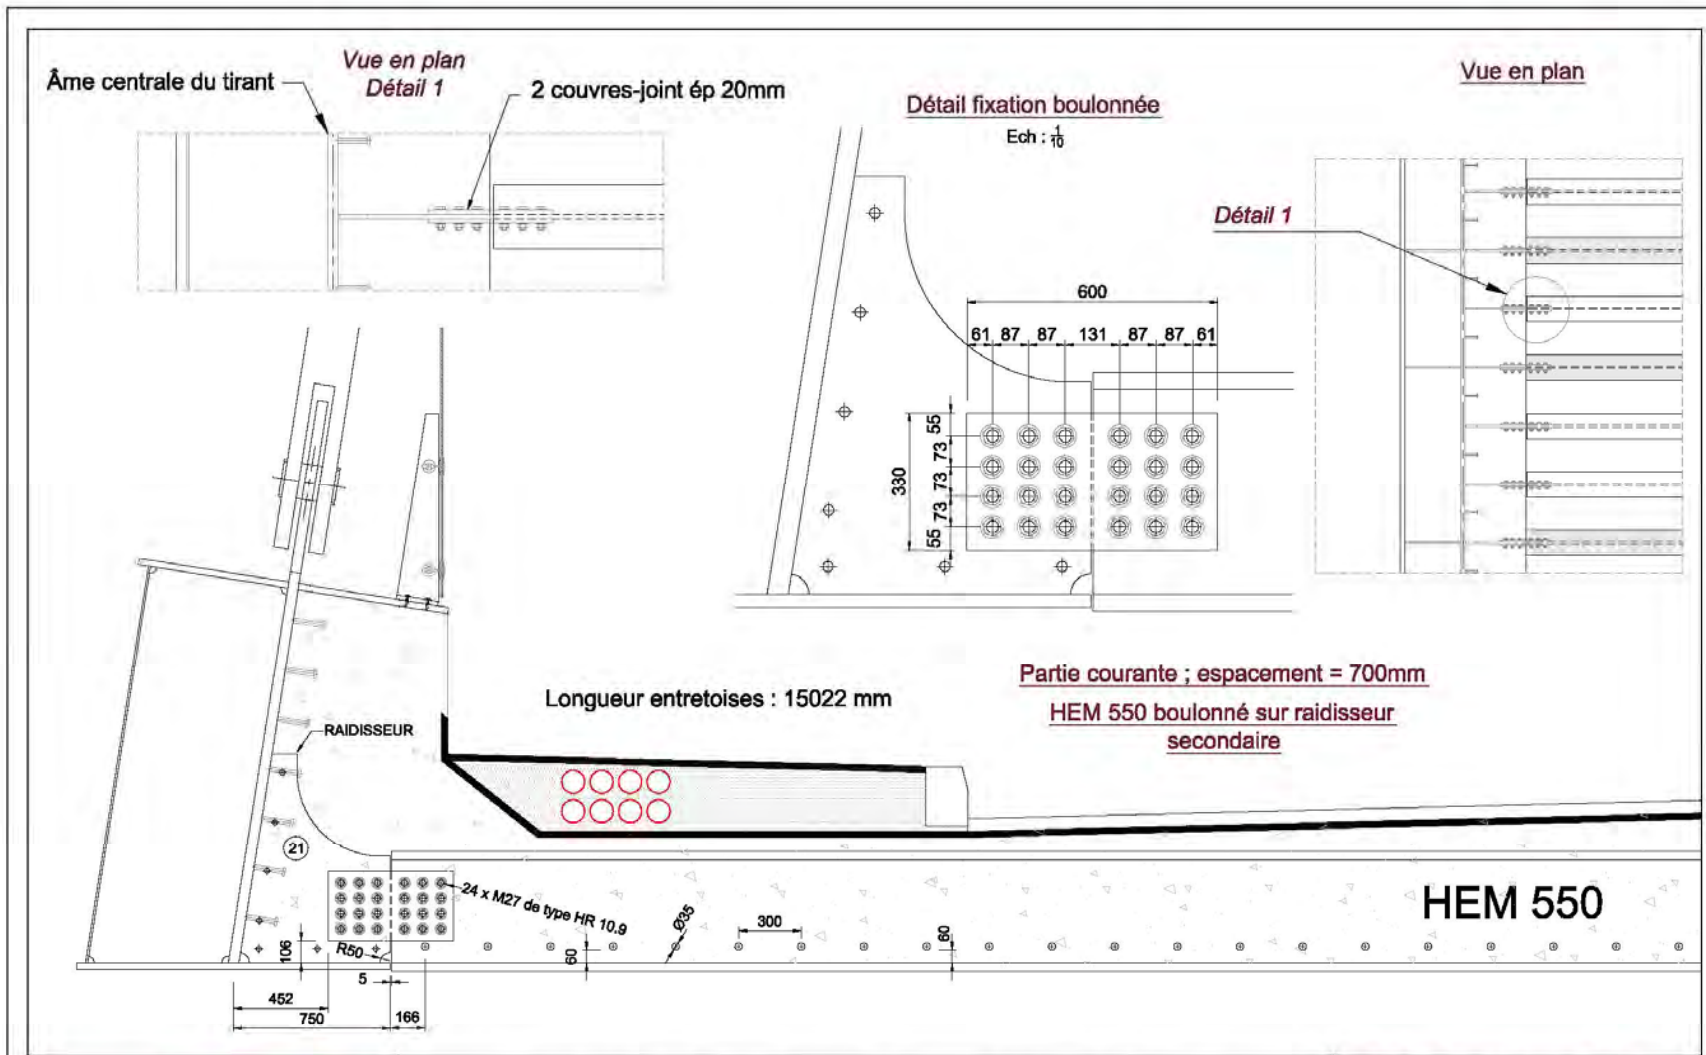 Âme centrale du tirant
Vue en plan
Détail 1
2 couvres-joint ép 20mm
Détail fixation boulonnée
Ech : 1/10
Vue en plan
Détail 1
600
61 87 87 131 87 87 61
55
73
73
73
55
330
Longueur entretoises : 15022 mm
Partie courante ; espacement = 700mm
HEM 550 boulonné sur raidisseur
secondaire
RAIDISSEUR
21
24 x M27 de type HR 10.9
HEM 550
Ø35
300
60
60
106
R50
5
452
750
166